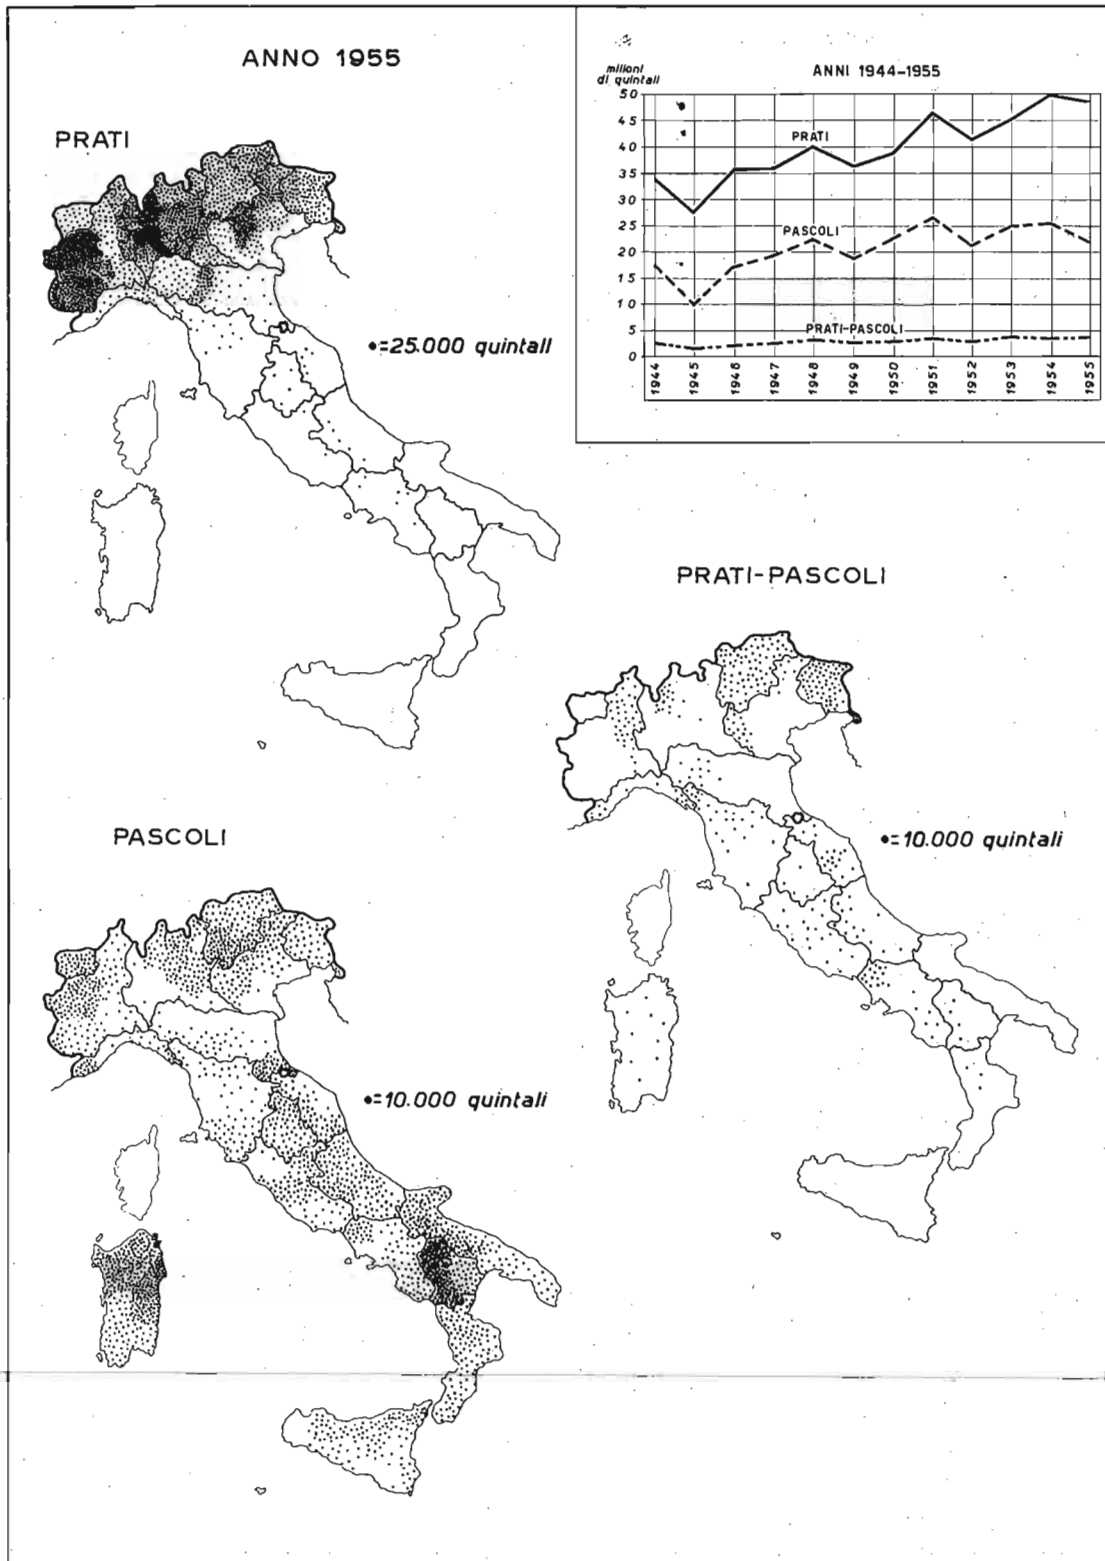 ANNO 1955
PRATI
•=25.000 quintali
milioni
di quintali
ANNI 1944-1955
50
45
40
35
30
25
20
15
10
5
0
PRATI
PASCOLI
PRATI-PASCOLI
1944
1945
1946
1947
1948
1949
1950
1951
1952
1953
1954
1955
PRATI-PASCOLI
•=10.000 quintali
PASCOLI
•=10.000 quintali